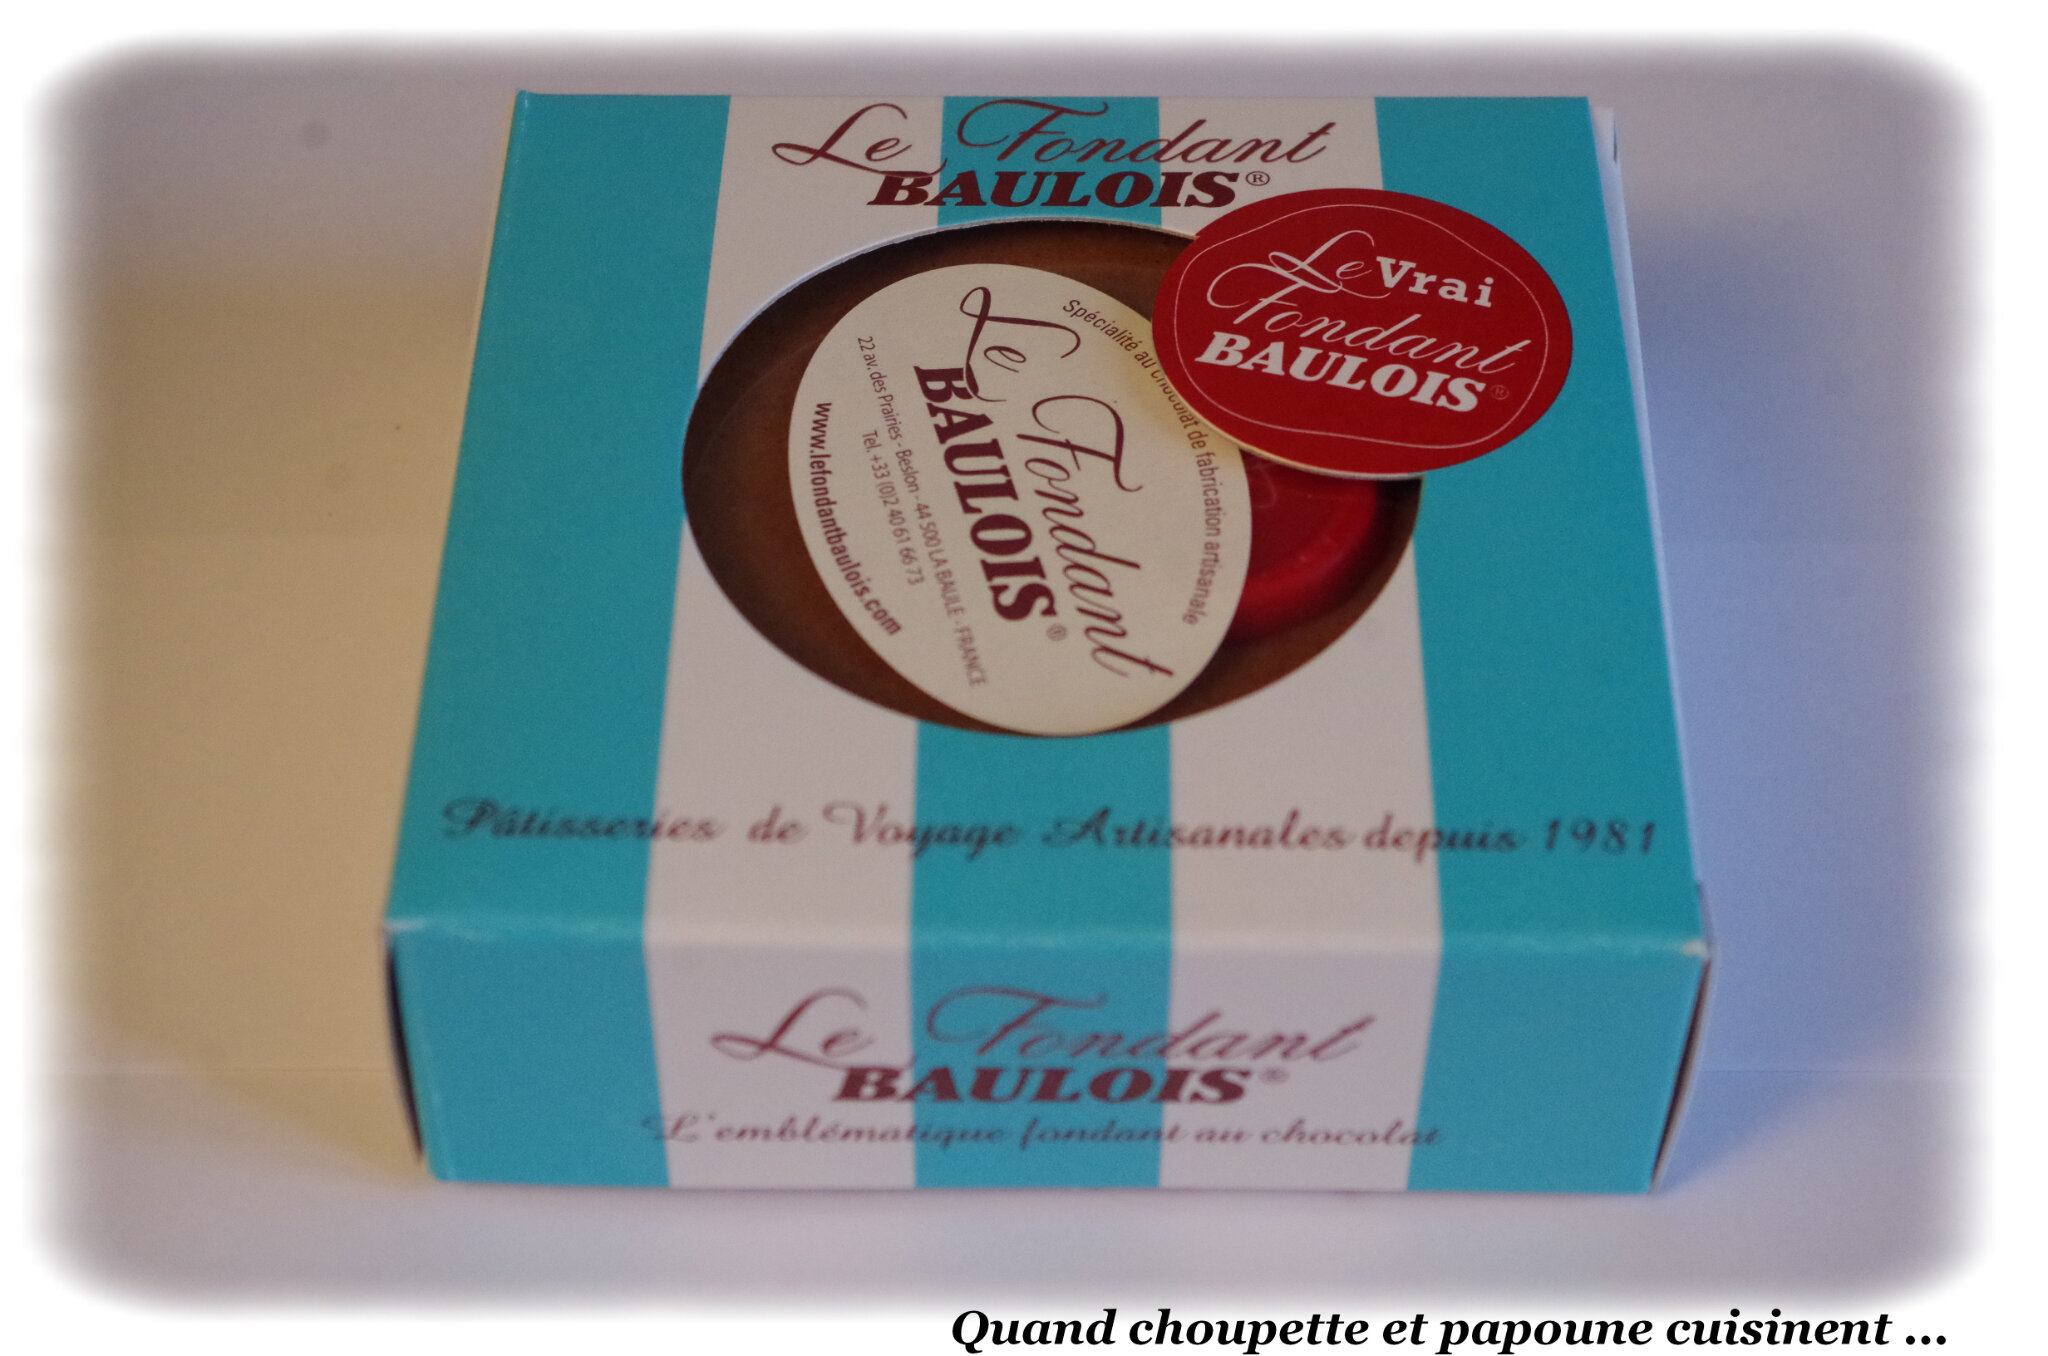 Le Fondant
BAULOIS®
Le Vrai
Fondant
BAULOIS®
Spécialité au chocolat de fabrication artisanale
Le Fondant
BAULOIS®
22 av. des Prairies - Beslon - 44 500 LA BAULE - FRANCE
Tel. +33 (0)2 40 61 66 73
www.lefondantbaulois.com
Pâtisseries de Voyage Artisanales depuis 1981
Le Fondant
BAULOIS®
L'emblématique fondant au chocolat
Quand choupette et papoune cuisinent ...